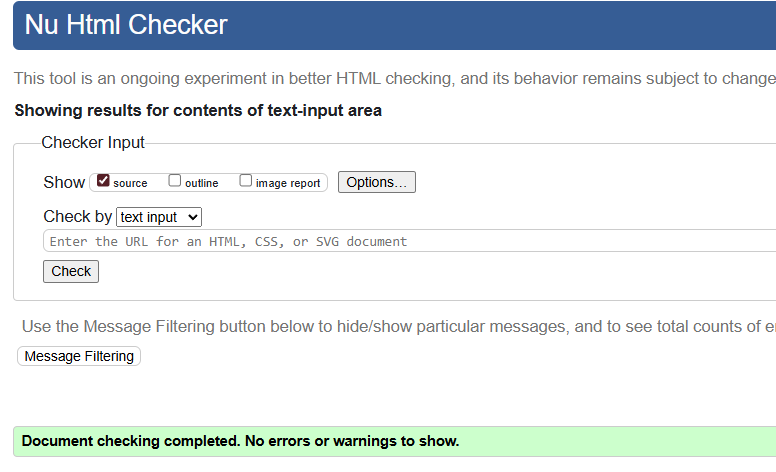 Nu Html Checker
This tool is an ongoing experiment in better HTML checking, and its behavior remains subject to change
Showing results for contents of text-input area
Checker Input
Show source outline image report Options...
Check by text input
Enter the URL for an HTML, CSS, or SVG document
Check
Use the Message Filtering button below to hide/show particular messages, and to see total counts of e
Message Filtering
Document checking completed. No errors or warnings to show.